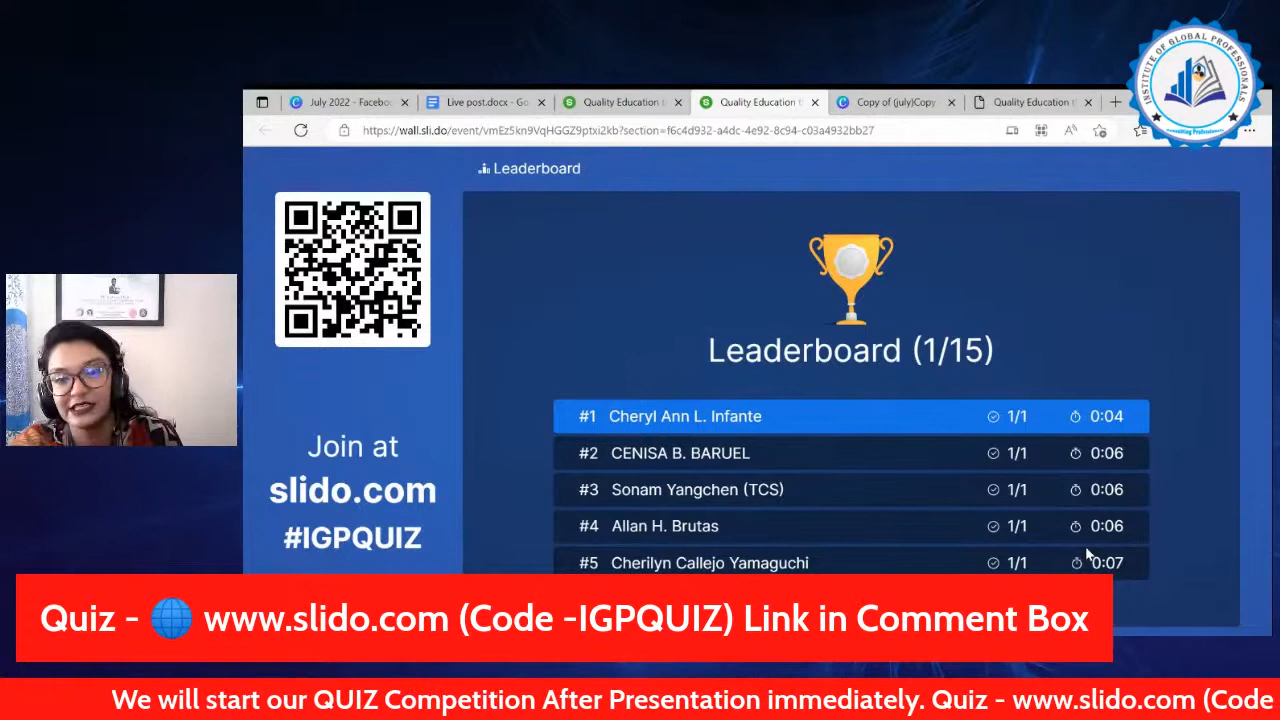 INSTITUTE OF GLOBAL PROFESSIONALS
Connecting Professionals
July 2022 - Faceboo
Live post.docx - Go
Quality Education t
Quality Education th
Copy of (july)Copy
Quality Education t
https://wall.sli.do/event/vmEz5kn9VqHGGZ9ptxi2kb?section=f6c4d932-a4dc-4e92-8c94-c03a4932bb27
Leaderboard
Leaderboard (1/15)
#1 Cheryl Ann L. Infante 1/1 0:04
#2 CENISA B. BARUEL 1/1 0:06
#3 Sonam Yangchen (TCS) 1/1 0:06
#4 Allan H. Brutas 1/1 0:06
#5 Cherilyn Callejo Yamaguchi 1/1 0:07
Join at
slido.com
#IGPQUIZ
Quiz - 🌐 www.slido.com (Code -IGPQUIZ) Link in Comment Box
We will start our QUIZ Competition After Presentation immediately. Quiz - www.slido.com (Code